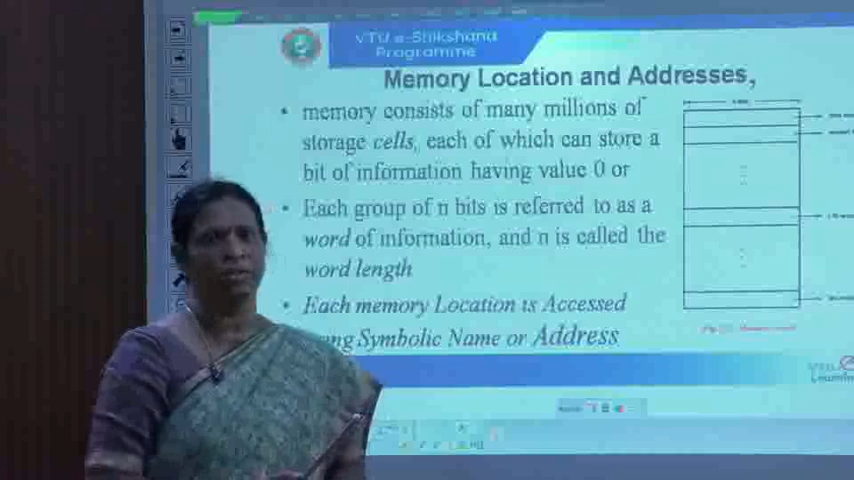 VTU e-Shikshana
Programme
Memory Location and Addresses,
• memory consists of many millions of
storage cells, each of which can store a
bit of information having value 0 or
• Each group of n bits is referred to as a
word of information, and n is called the
word length
• Each memory Location is Accessed
Symbolic Name or Address
VTU